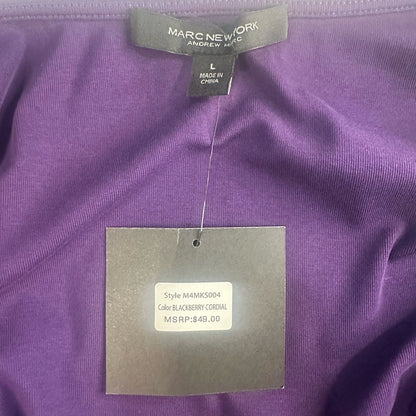 MARC NEW YORK
ANDREW MARC
L
MADE IN
CHINA
Style M4MKS004
Color BLACKBERRY CORDIAL
MSRP:$49.00